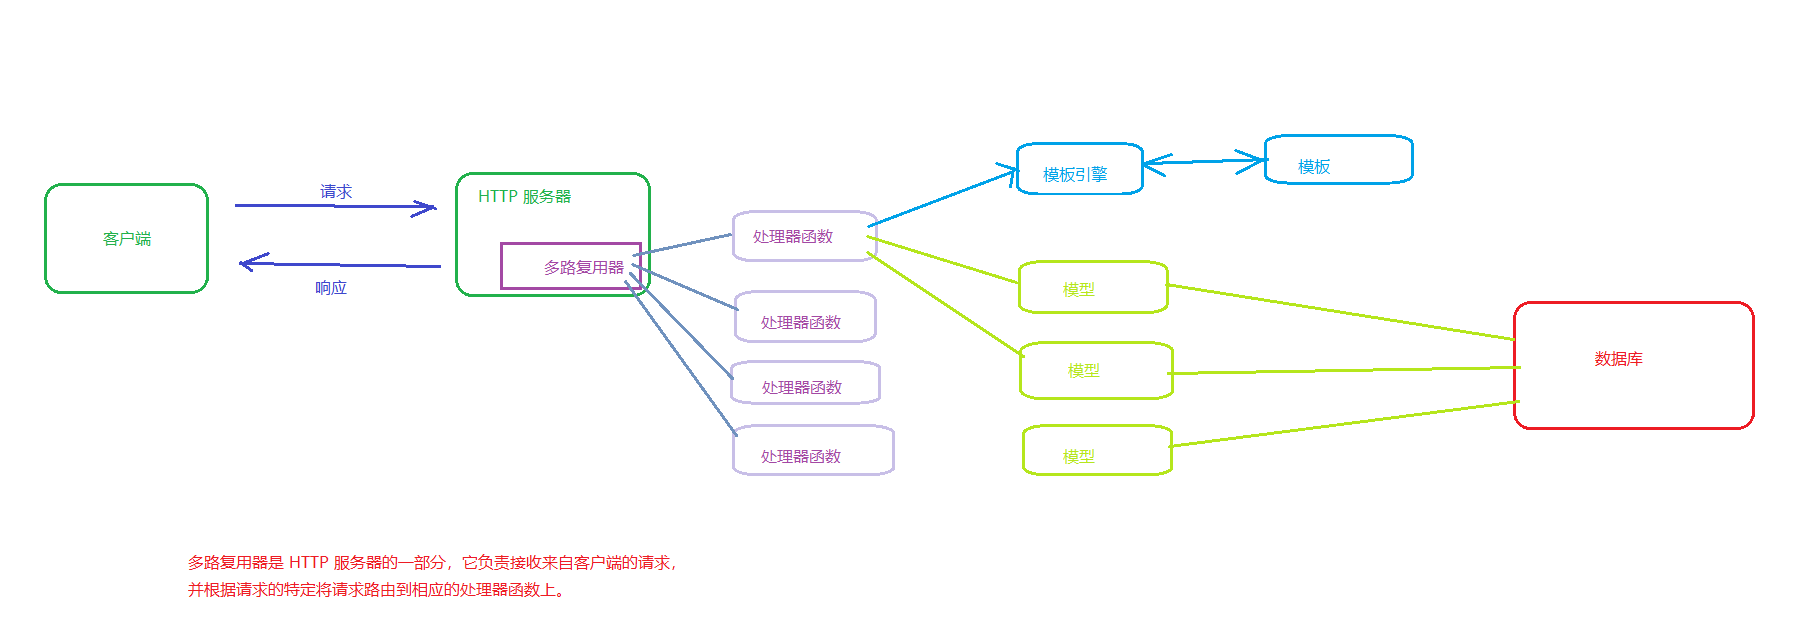 客户端
请求
响应
HTTP 服务器
多路复用器
处理器函数
处理器函数
处理器函数
处理器函数
模板引擎
模板
模型
模型
模型
数据库
多路复用器是 HTTP 服务器的一部分，它负责接收来自客户端的请求，
并根据请求的特定将请求路由到相应的处理器函数上。